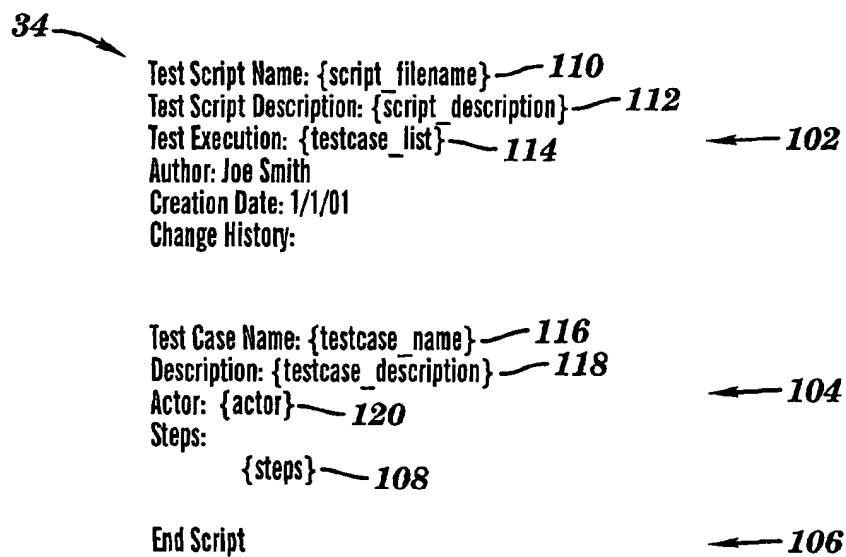 34
Test Script Name: {script_filename} 110
Test Script Description: {script_description} 112
Test Execution: {testcase_list} 114 102
Author: Joe Smith
Creation Date: 1/1/01
Change History:
Test Case Name: {testcase_name} 116
Description: {testcase_description} 118
Actor: {actor} 120 104
Steps:
{steps} 108
End Script 106